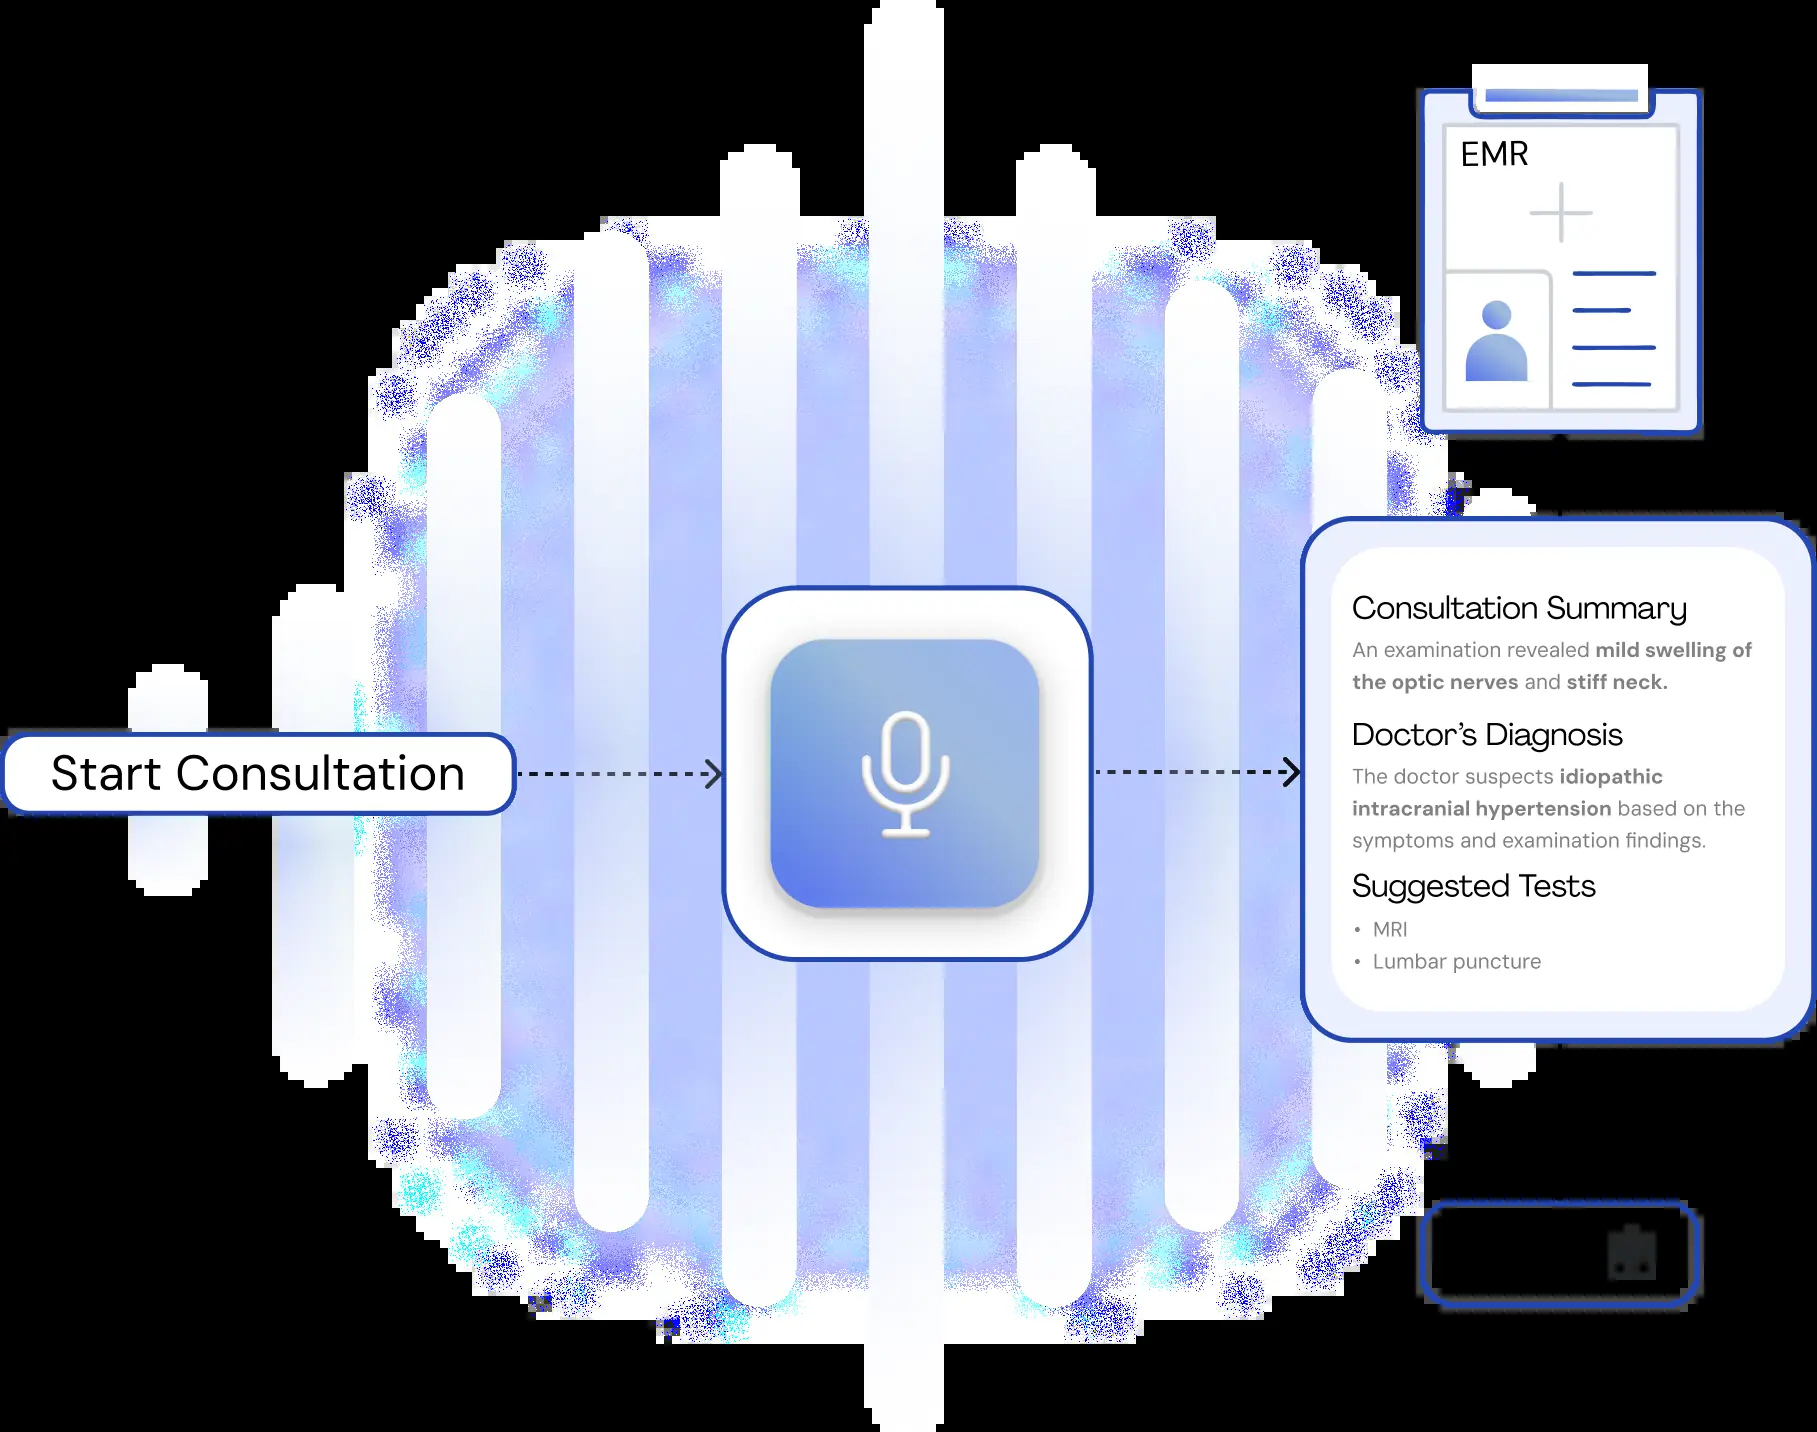 EMR
Start Consultation
Consultation Summary
An examination revealed mild swelling of
the optic nerves and stiff neck.
Doctor’s Diagnosis
The doctor suspects idiopathic
intracranial hypertension based on the
symptoms and examination findings.
Suggested Tests
• MRI
• Lumbar puncture